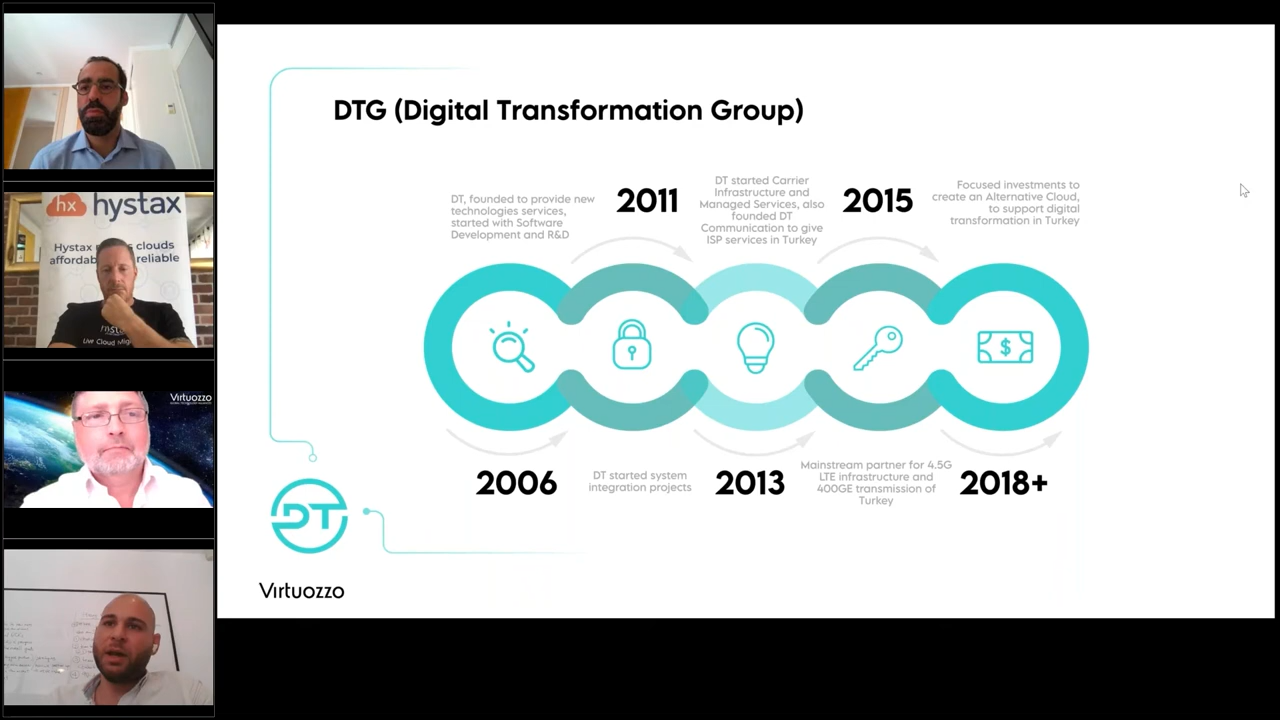 hx hystax
Hystax
clouds
reliable
Virtuozzo
DTG (Digital Transformation Group)
DT, founded to provide new
technologies services,
started with Software
Development and R&D
2011
DT started Carrier
Infrastructure and
Managed Services, also
founded DT
Communication to give
ISP services in Turkey
2015
Focused investments to
create an Alternative Cloud,
to support digital
transformation in Turkey
$
2006
DT started system
integration projects
2013
Mainstream partner for 4.5G
LTE infrastructure and
400GE transmission of
Turkey
2018+
DT
Virtuozzo